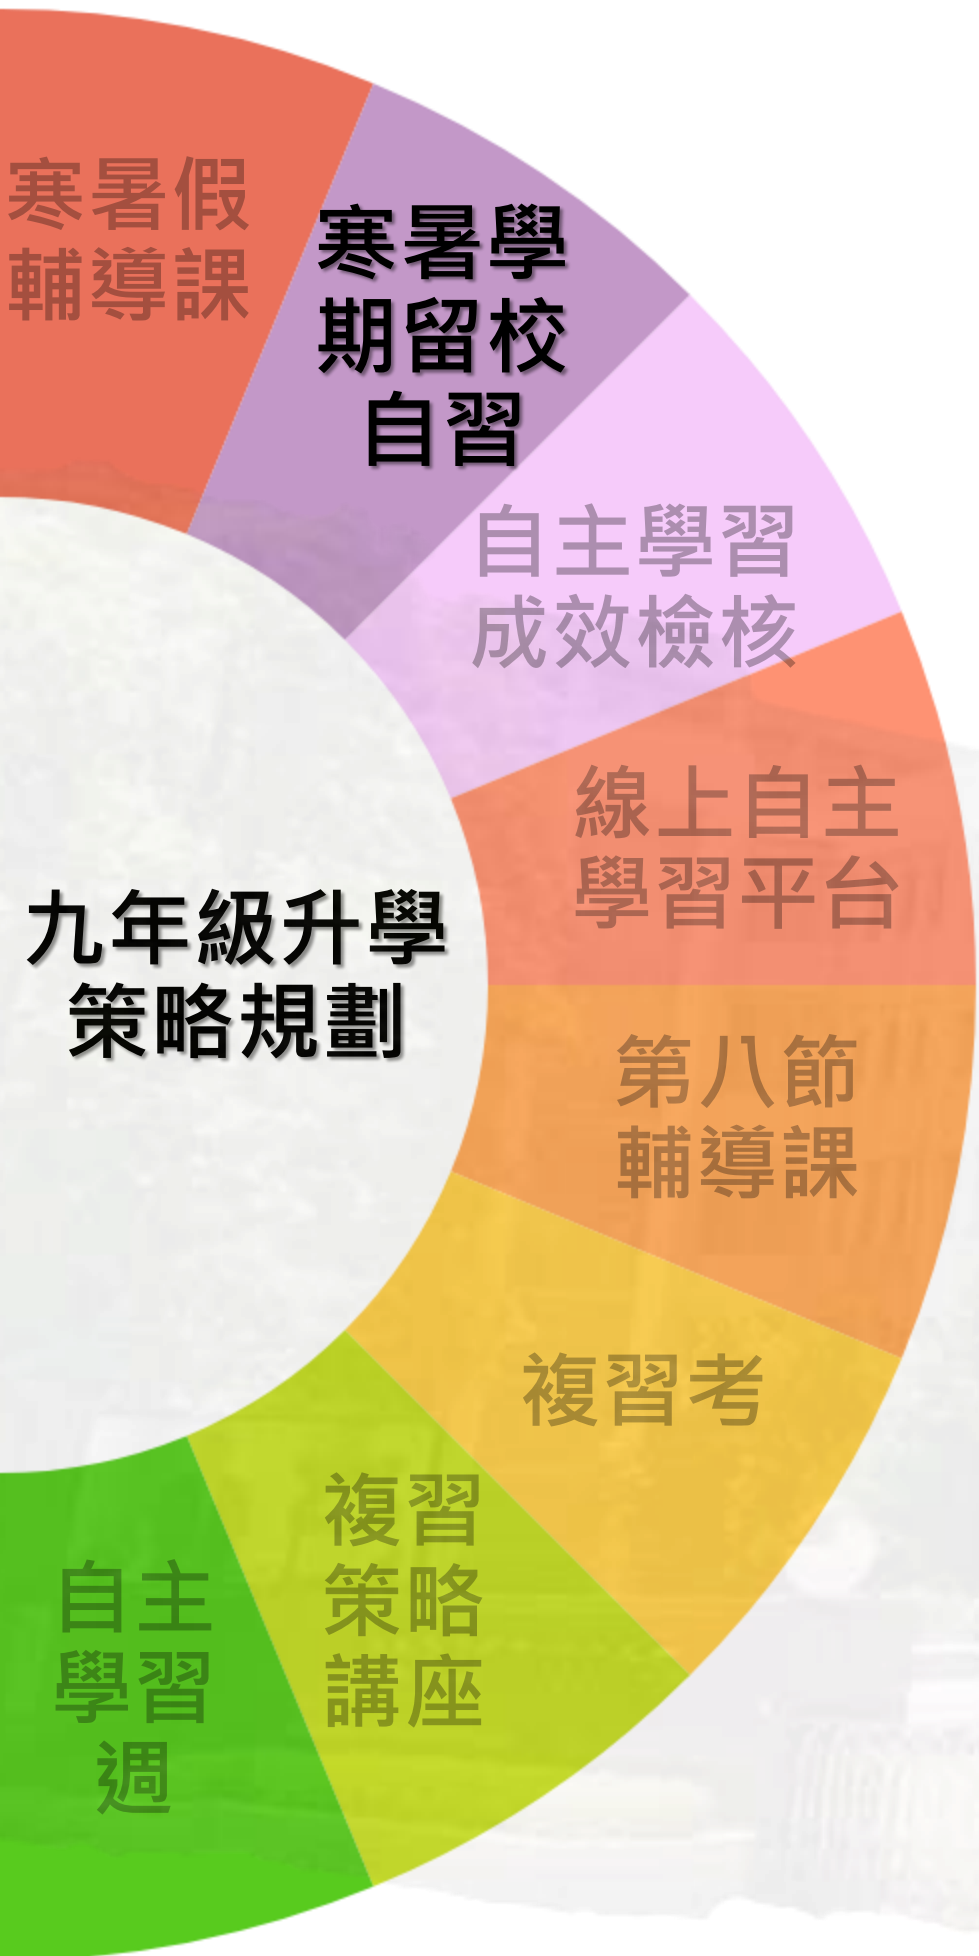 寒暑假
輔導課
寒暑學
期留校
自習
自主學習
成效檢核
線上自主
學習平台
九年級升學
策略規劃
第八節
輔導課
複習考
複習
策略
講座
自主
學習
週